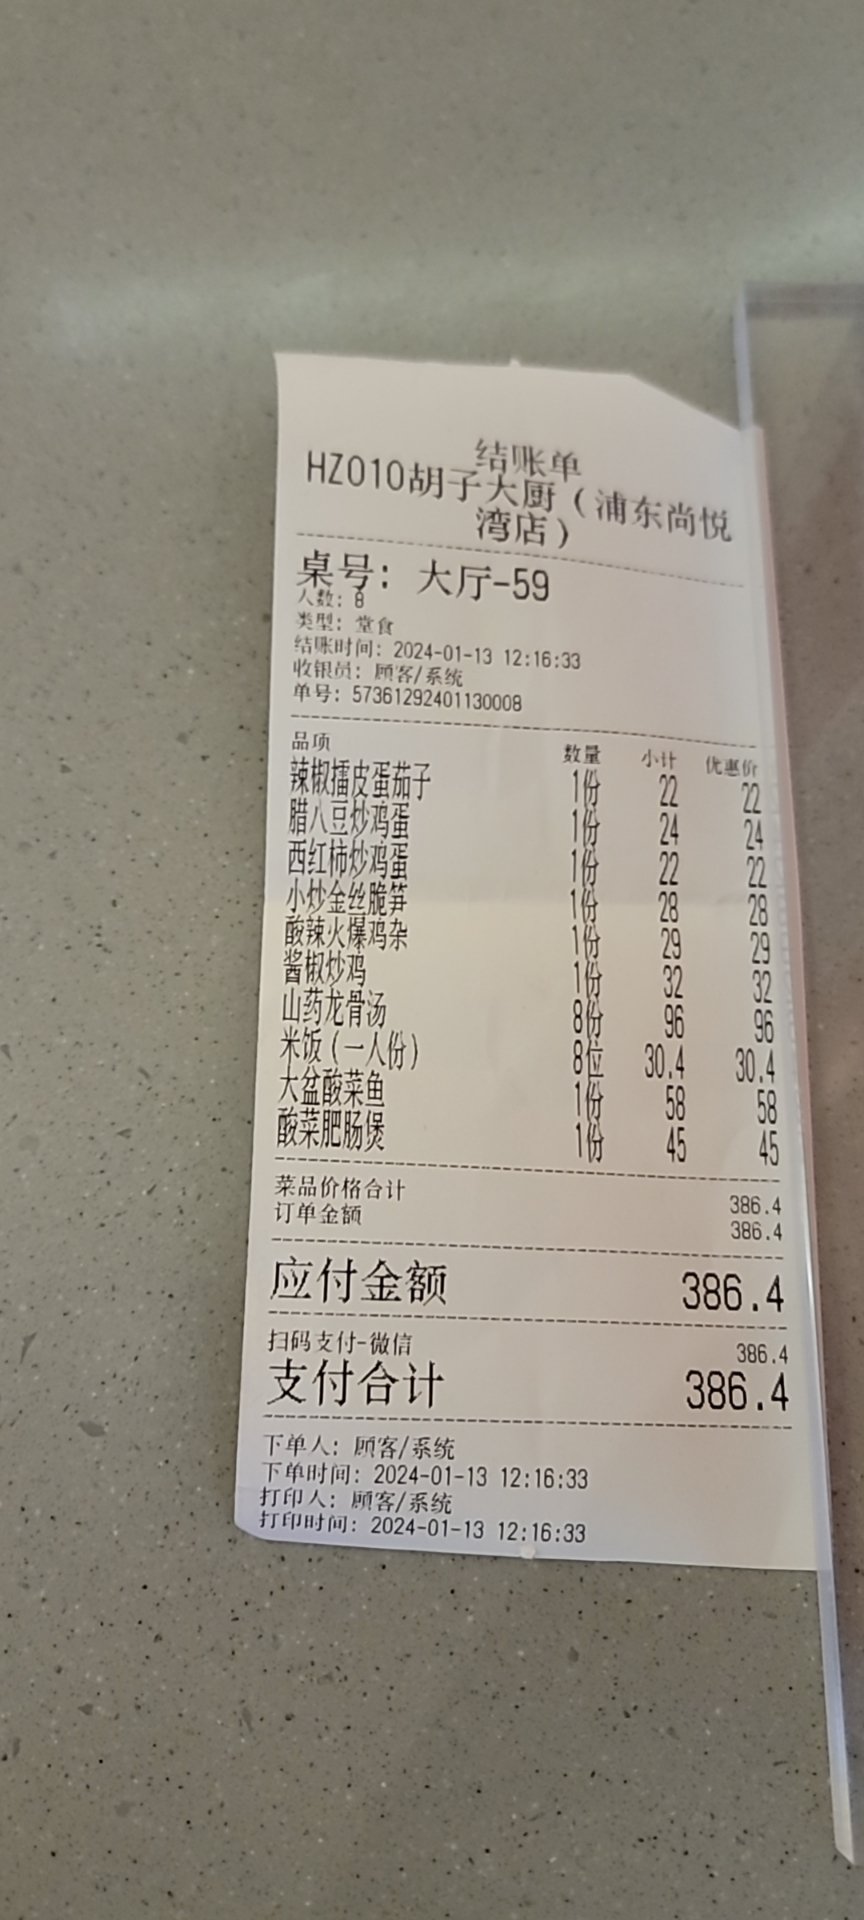 结账单
HZ010胡子大厨（浦东尚悦
湾店）
桌号：大厅-59
人数：8
类型：堂食
结账时间：2024-01-13 12:16:33
收银员：顾客/系统
单号：57361292401130008
品项 数量 小计 优惠价
辣椒擂皮蛋茄子 1份 22 22
腊八豆炒鸡蛋 1份 24 24
西红柿炒鸡蛋 1份 22 22
小炒金丝脆笋 1份 28 28
酸辣火爆鸡杂 1份 29 29
酱椒炒鸡 1份 32 32
山药龙骨汤 8份 96 96
米饭（一人份） 8位 30.4 30.4
大盆酸菜鱼 1份 58 58
酸菜肥肠煲 1份 45 45
菜品价格合计 386.4
订单金额 386.4
应付金额 386.4
扫码支付-微信 386.4
支付合计 386.4
下单人：顾客/系统
下单时间：2024-01-13 12:16:33
打印人：顾客/系统
打印时间：2024-01-13 12:16:33